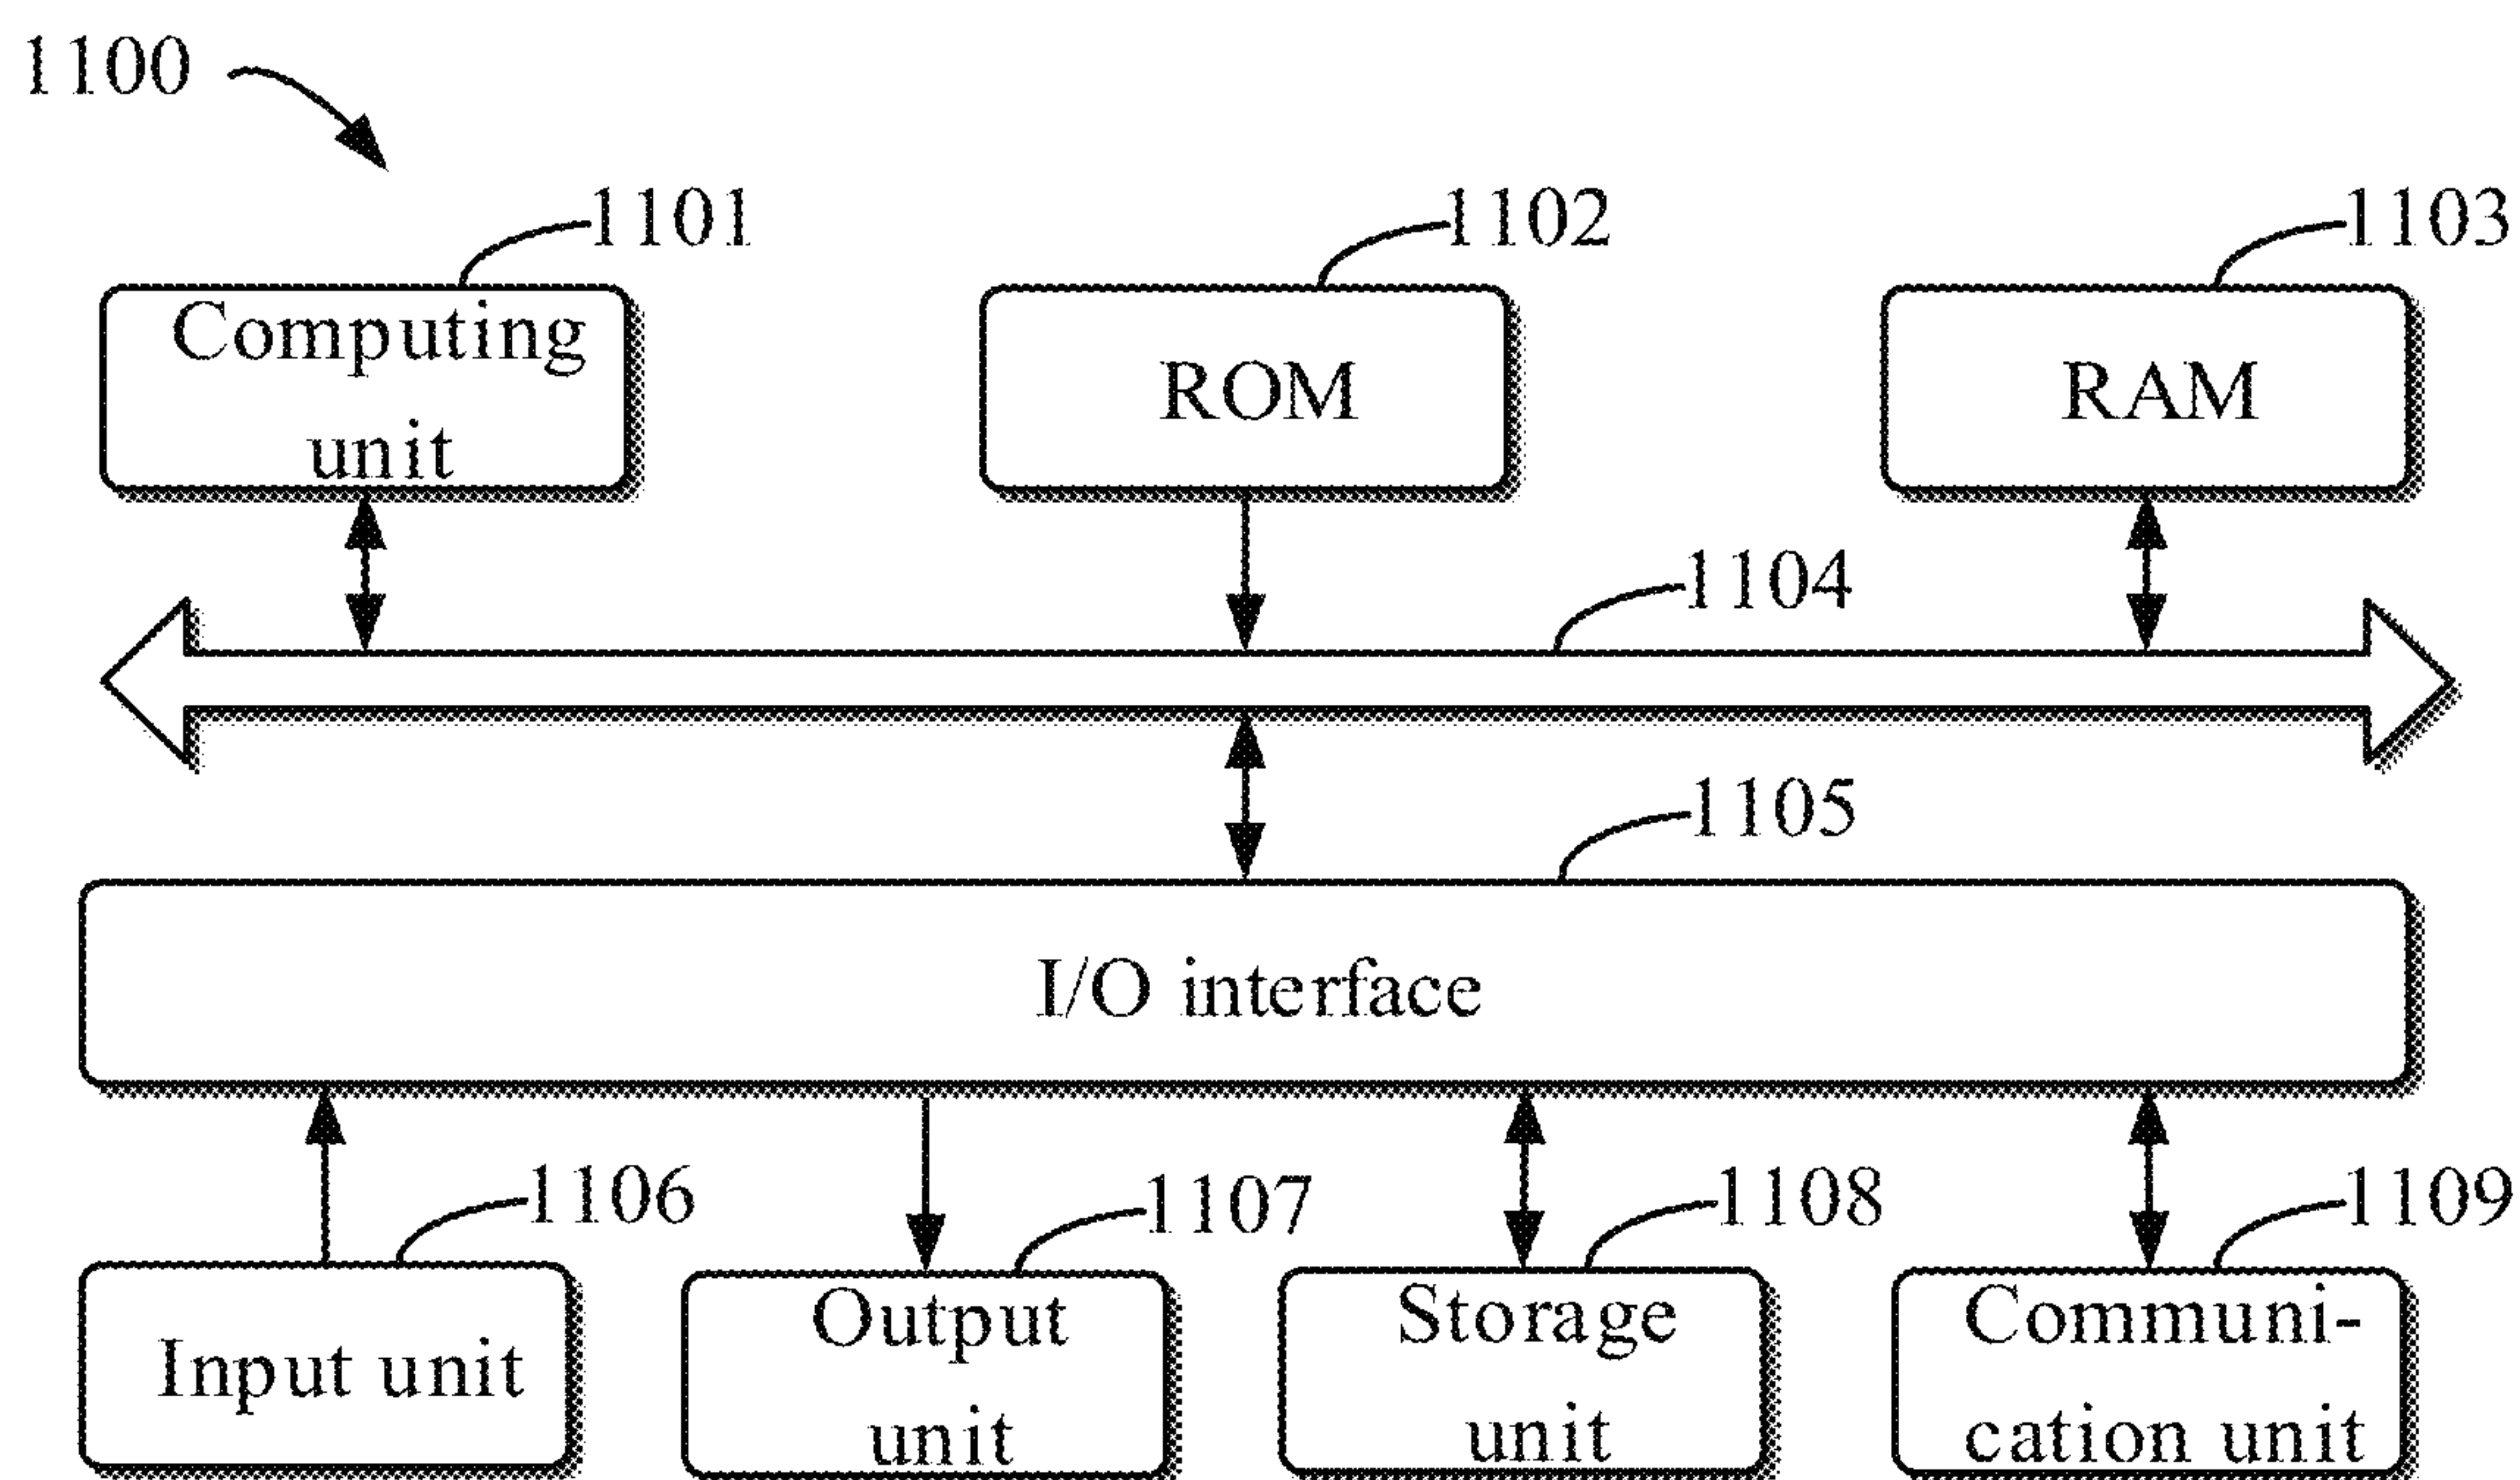 1100
1101
1102
1103
Computing
unit
ROM
RAM
1104
1105
I/O interface
1106
1107
1108
1109
Input unit
Output
unit
Storage
unit
Communi-
cation unit